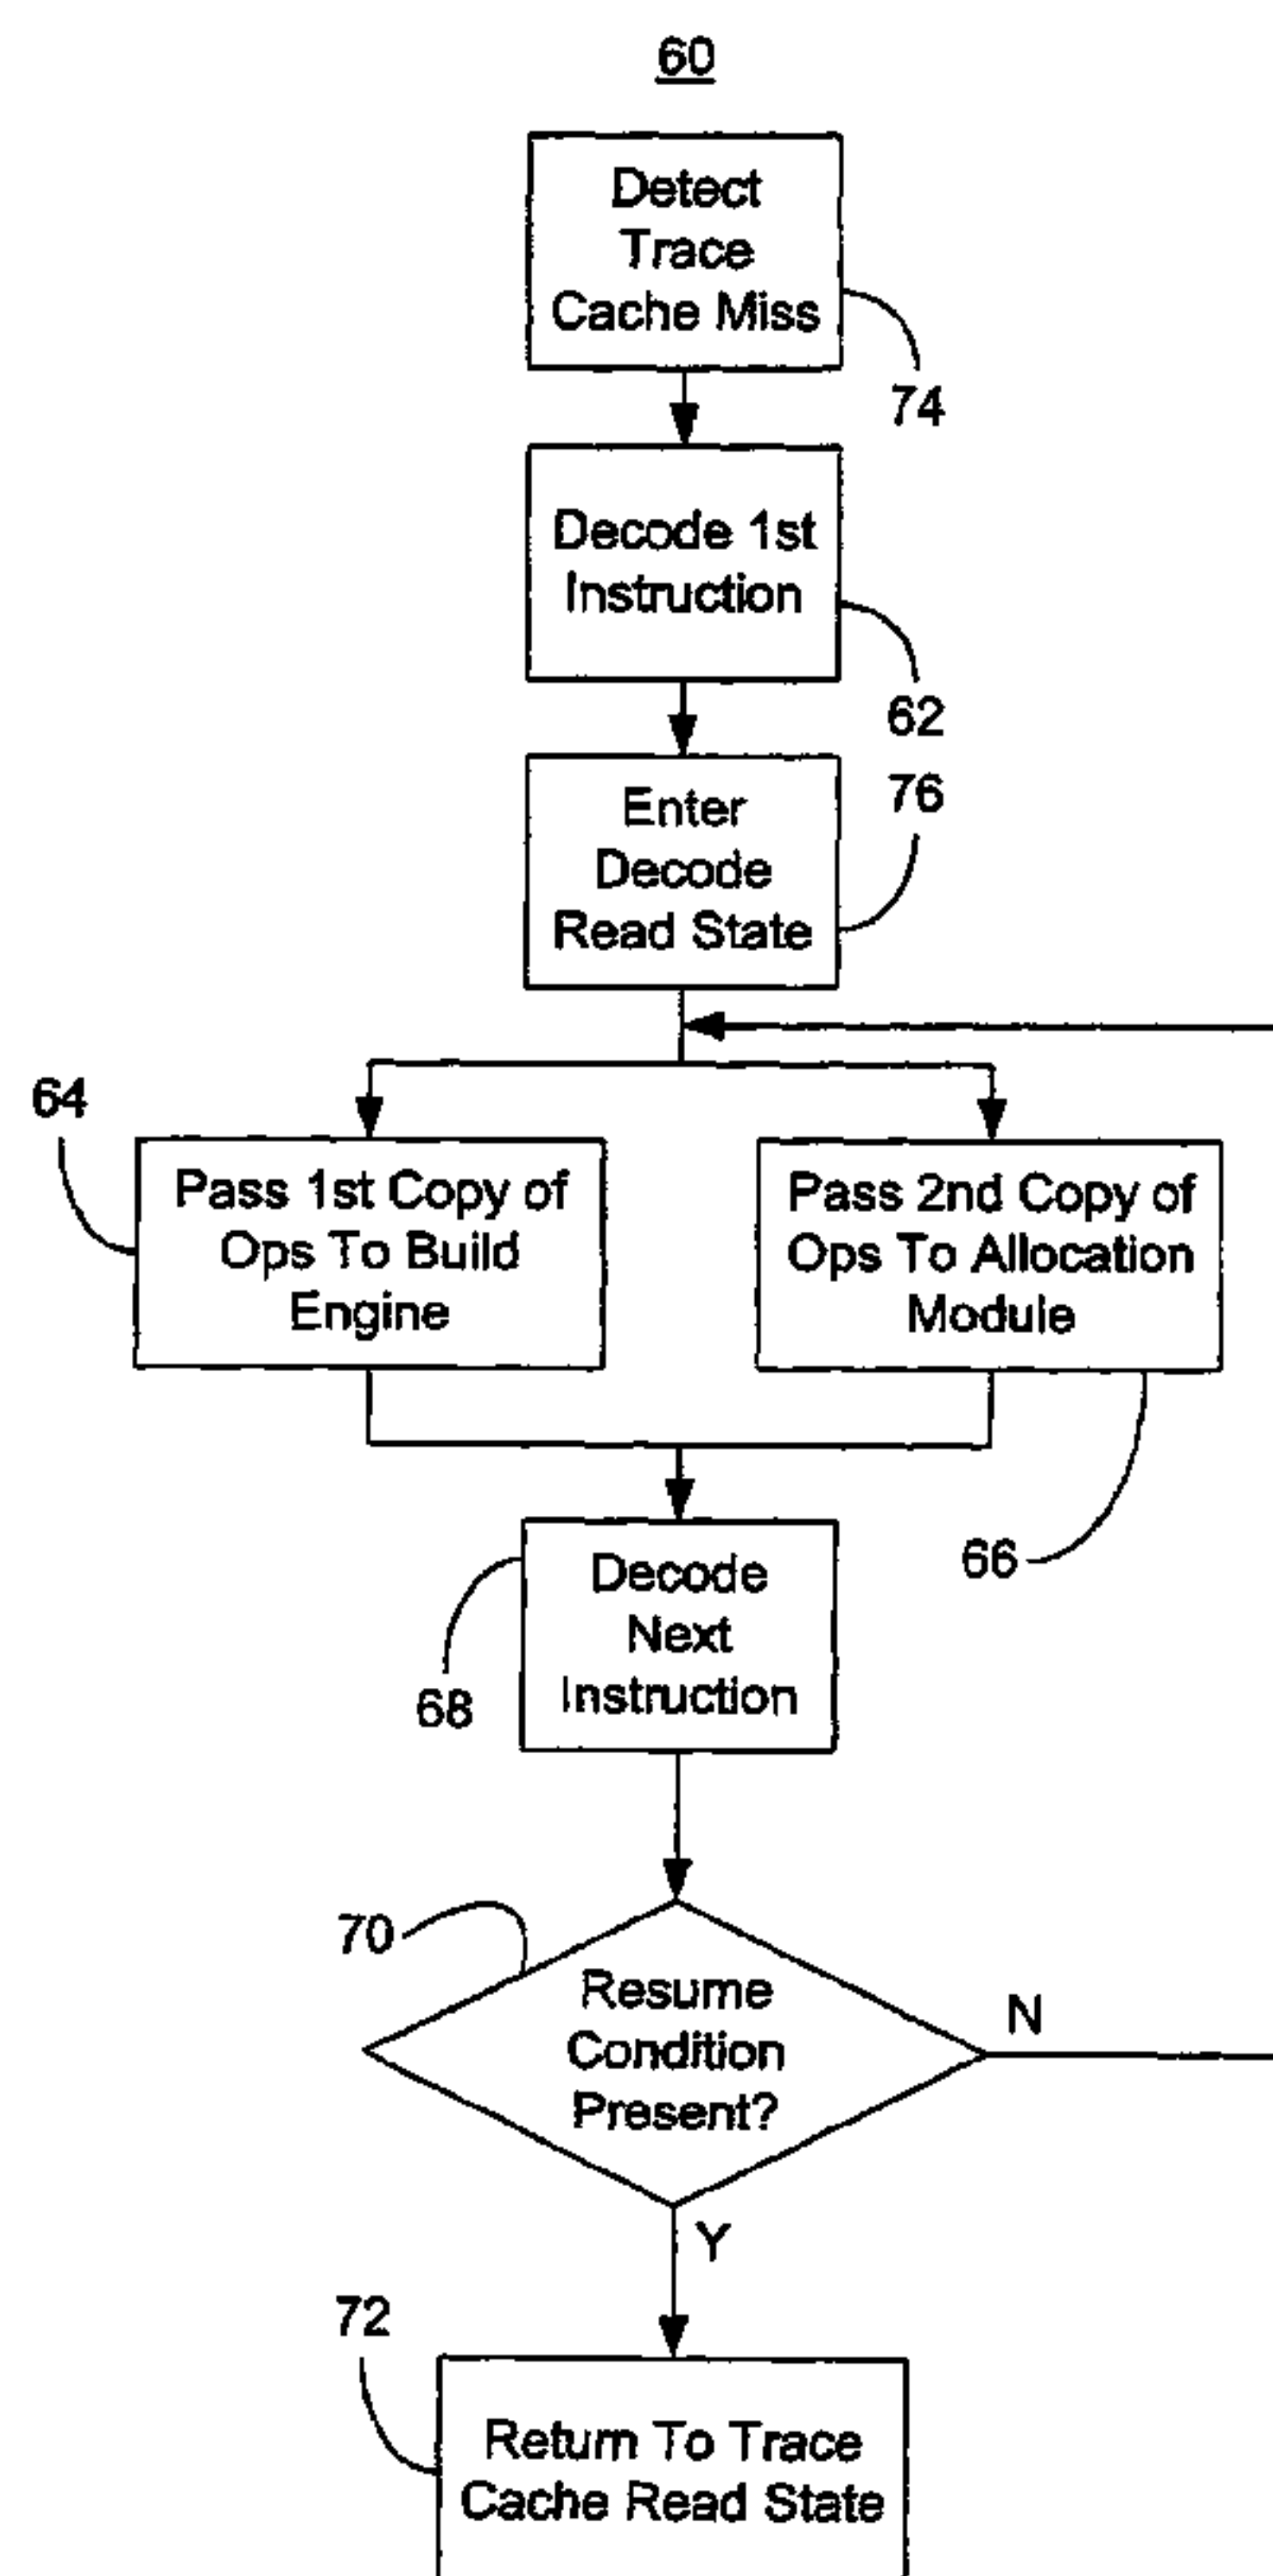 60
Detect
Trace
Cache Miss
74
Decode 1st
Instruction
62
76
Enter
Decode
Read State
64
Pass 1st Copy of
Ops To Build
Engine
Pass 2nd Copy of
Ops To Allocation
Module
66
Decode
Next
Instruction
68
70
Resume
Condition
Present?
N
Y
72
Return To Trace
Cache Read State